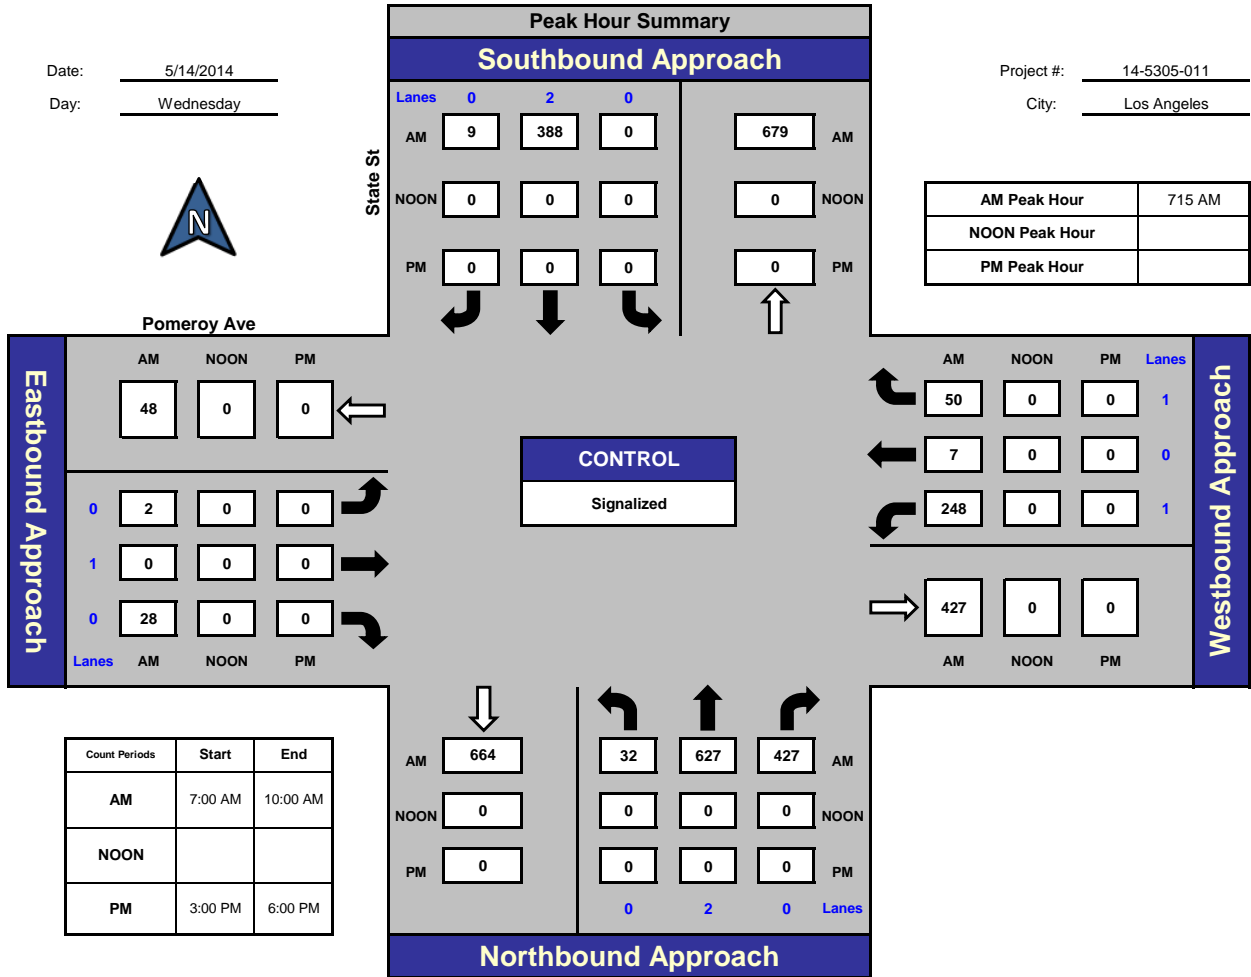 Peak Hour Summary
Southbound Approach
Date: 5/14/2014
Day: Wednesday
Project #: 14-5305-011
City: Los Angeles
N
State St
Lanes 0 2 0
AM 9 388 0 679 AM
NOON 0 0 0 0 NOON
PM 0 0 0 0 PM
AM Peak Hour 715 AM
NOON Peak Hour
PM Peak Hour
Pomeroy Ave
Eastbound Approach
AM NOON PM
48 0 0
0 2 0 0
1 0 0 0
0 28 0 0
Lanes AM NOON PM
CONTROL
Signalized
AM NOON PM Lanes
50 0 0 1
7 0 0 0
248 0 0 1
427 0 0
AM NOON PM
Westbound Approach
Count Periods Start End
AM 7:00 AM 10:00 AM
NOON
PM 3:00 PM 6:00 PM
AM 664 32 627 427 AM
NOON 0 0 0 0 NOON
PM 0 0 0 0 PM
0 2 0 Lanes
Northbound Approach